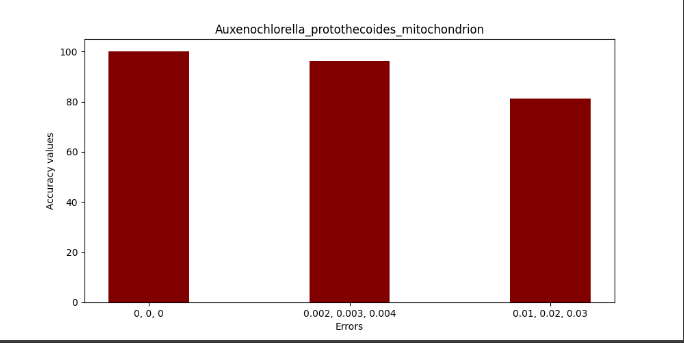 Auxenochlorella_protothecoides_mitochondrion
100
80
60
40
20
0
Accuracy values
0, 0, 0
0.002, 0.003, 0.004
0.01, 0.02, 0.03
Errors